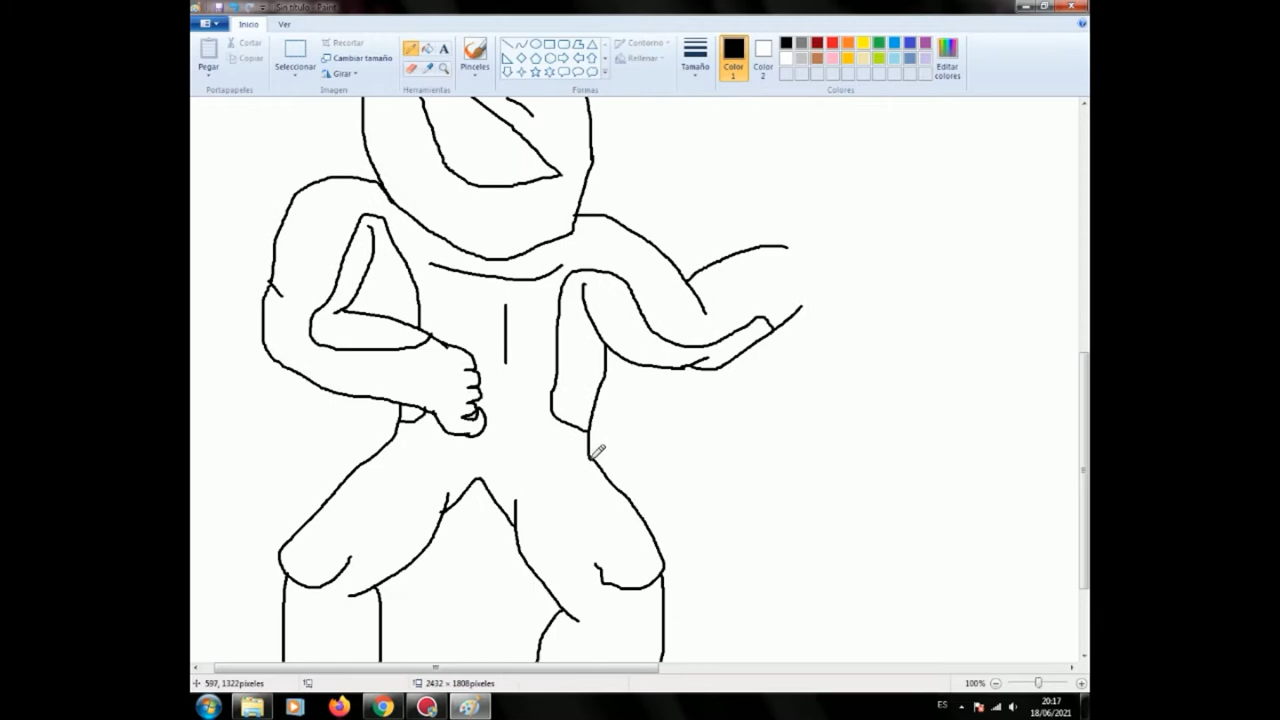 Sin título - Paint
Inicio Ver
Pegar
Cortar
Copiar
Portapapeles
Seleccionar
Recortar
Cambiar tamaño
Girar
Imagen
A
Herramientas
Pinceles
Contorno
Rellenar
Formas
Tamaño
Color 1
Color 2
Editar colores
Colores
597, 1322píxeles
2432 × 1808píxeles
100%
ES
20:17
18/06/2021